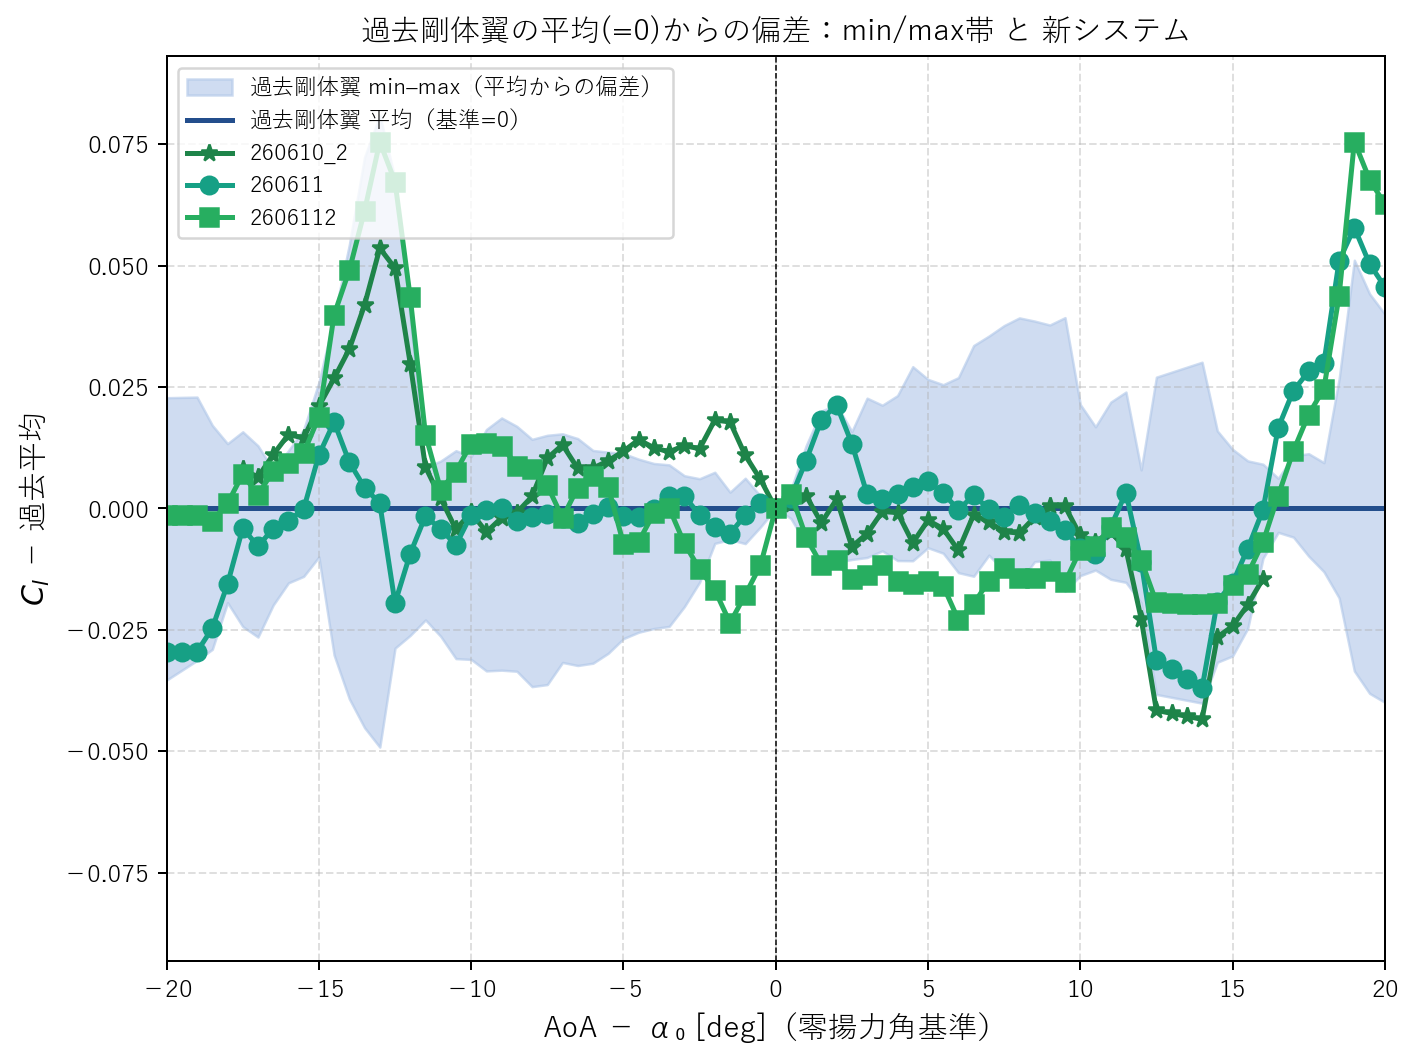 過去剛体翼の平均(=0)からの偏差：min/max帯 と 新システム
過去剛体翼 min–max（平均からの偏差）
過去剛体翼 平均（基準=0）
260610_2
260611
2606112
0.075
0.050
0.025
0.000
−0.025
−0.050
−0.075
C_l − 過去平均
−20 −15 −10 −5 0 5 10 15 20
AoA − α₀ [deg]（零揚力角基準）